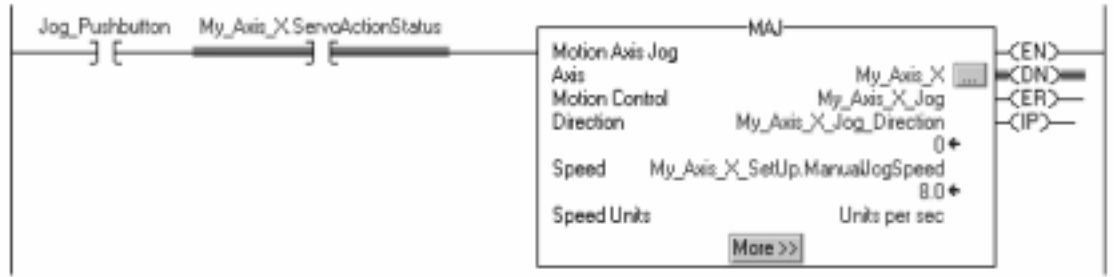 Jog_Pushbutton My_Axis_X.ServoActionStatus
MAJ
Motion Axis Jog
Axis My_Axis_X ...
Motion Control My_Axis_X_Jog
Direction My_Axis_X_Jog_Direction
0
Speed My_Axis_X_SetUp.ManualJogSpeed
8.0
Speed Units Units per sec
More >>
EN
DN
ER
IP